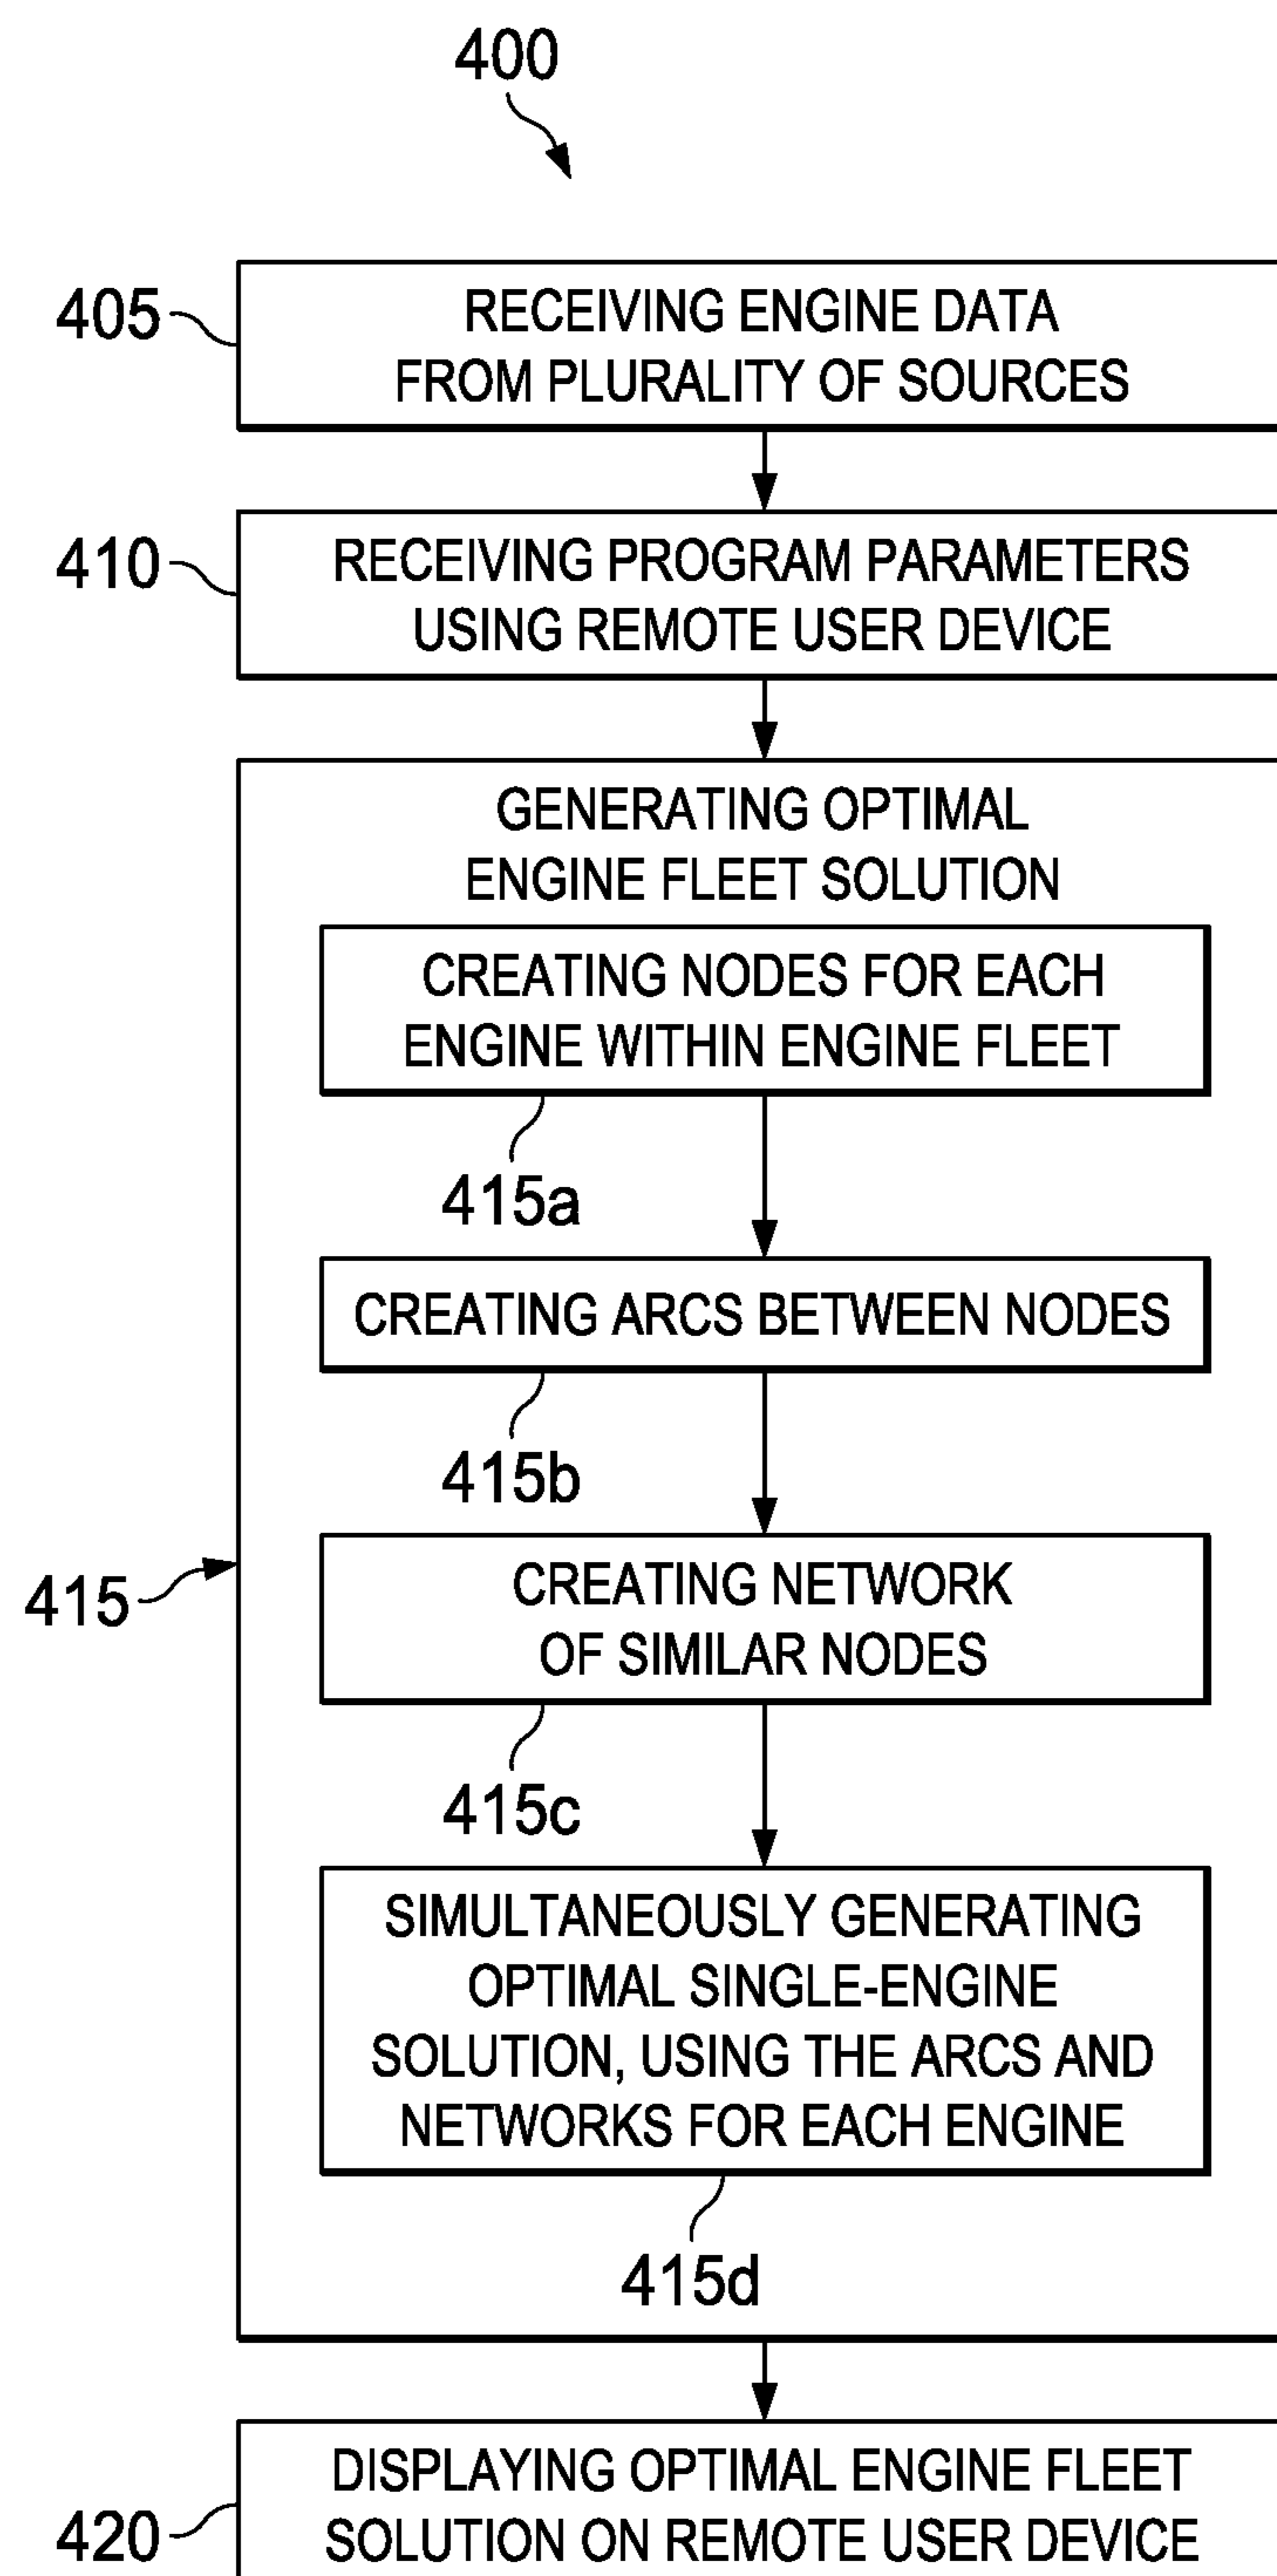 400
405
RECEIVING ENGINE DATA
FROM PLURALITY OF SOURCES
410
RECEIVING PROGRAM PARAMETERS
USING REMOTE USER DEVICE
GENERATING OPTIMAL
ENGINE FLEET SOLUTION
CREATING NODES FOR EACH
ENGINE WITHIN ENGINE FLEET
415a
CREATING ARCS BETWEEN NODES
415b
415
CREATING NETWORK
OF SIMILAR NODES
415c
SIMULTANEOUSLY GENERATING
OPTIMAL SINGLE-ENGINE
SOLUTION, USING THE ARCS AND
NETWORKS FOR EACH ENGINE
415d
420
DISPLAYING OPTIMAL ENGINE FLEET
SOLUTION ON REMOTE USER DEVICE